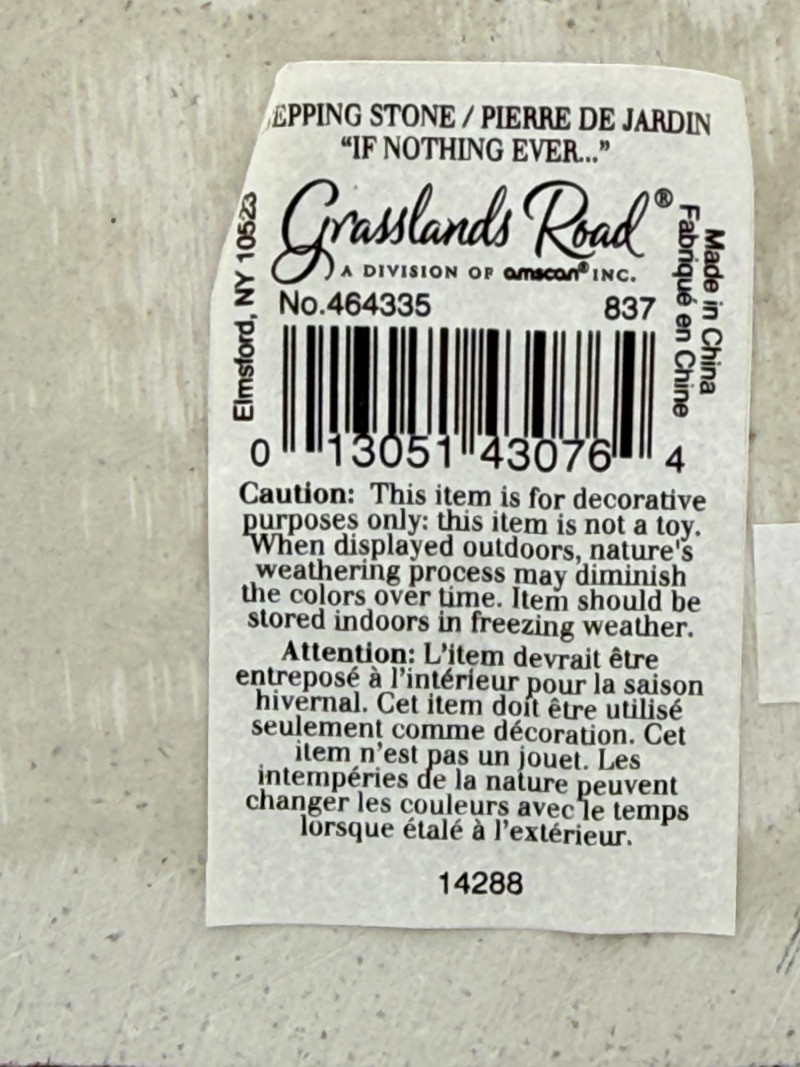 EPPING STONE / PIERRE DE JARDIN
"IF NOTHING EVER..."
Grasslands Road®
A DIVISION OF amscan® INC.
Elmsford, NY 10523
Made in China
Fabriqué en Chine
No.464335 837
0 13051 43076 4
Caution: This item is for decorative
purposes only: this item is not a toy.
When displayed outdoors, nature's
weathering process may diminish
the colors over time. Item should be
stored indoors in freezing weather.
Attention: L'item devrait être
entreposé à l'intérieur pour la saison
hivernal. Cet item doit être utilisé
seulement comme décoration. Cet
item n'est pas un jouet. Les
intempéries de la nature peuvent
changer les couleurs avec le temps
lorsque étalé à l'extérieur.
14288